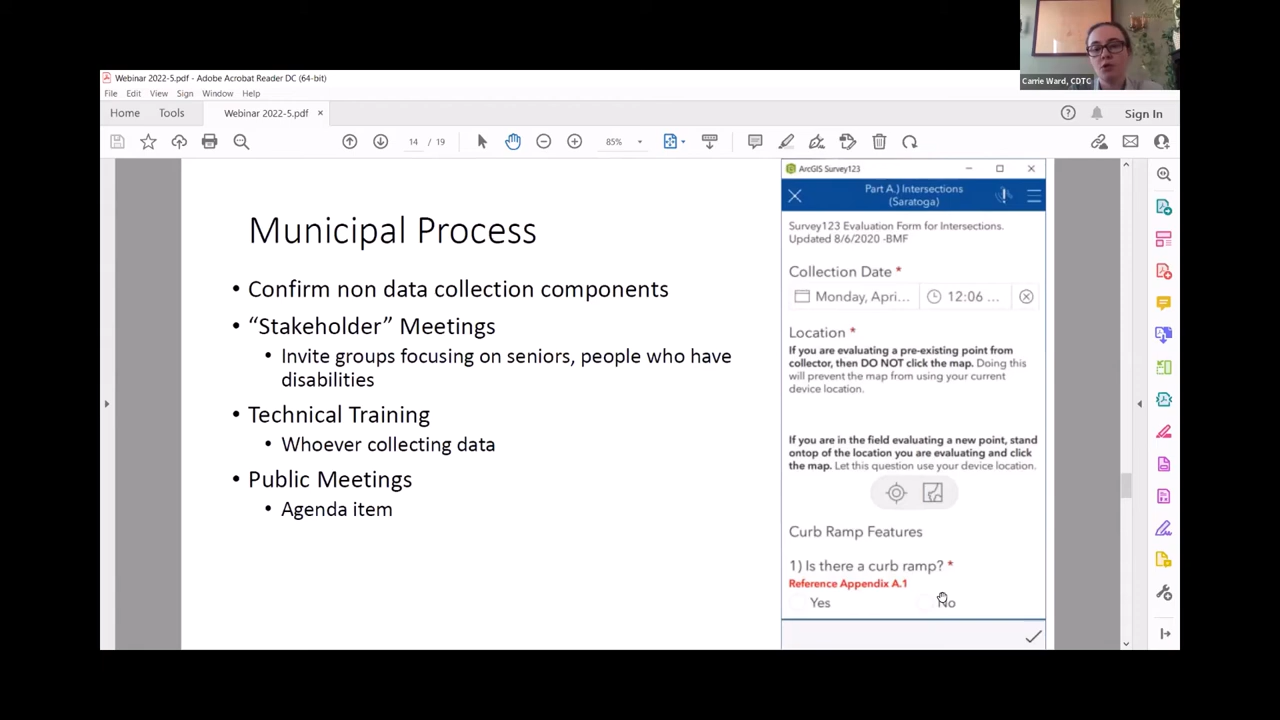 Carrie Ward, CDTC
Webinar 2022-5.pdf - Adobe Acrobat Reader DC (64-bit)
File Edit View Sign Window Help
Home Tools Webinar 2022-5.pdf × Sign In
14 / 19 85%
Municipal Process
• Confirm non data collection components
• “Stakeholder” Meetings
• Invite groups focusing on seniors, people who have
disabilities
• Technical Training
• Whoever collecting data
• Public Meetings
• Agenda item
ArcGIS Survey123
Part A.) Intersections
(Saratoga)
Survey123 Evaluation Form for Intersections.
Updated 8/6/2020 -BMF
Collection Date *
Monday, Apri... 12:06 ...
Location *
If you are evaluating a pre-existing point from
collector, then DO NOT click the map. Doing this
will prevent the map from using your current
device location.
If you are in the field evaluating a new point, stand
ontop of the location you are evaluating and click
the map. Let this question use your device location.
Curb Ramp Features
1) Is there a curb ramp? *
Reference Appendix A.1
Yes No